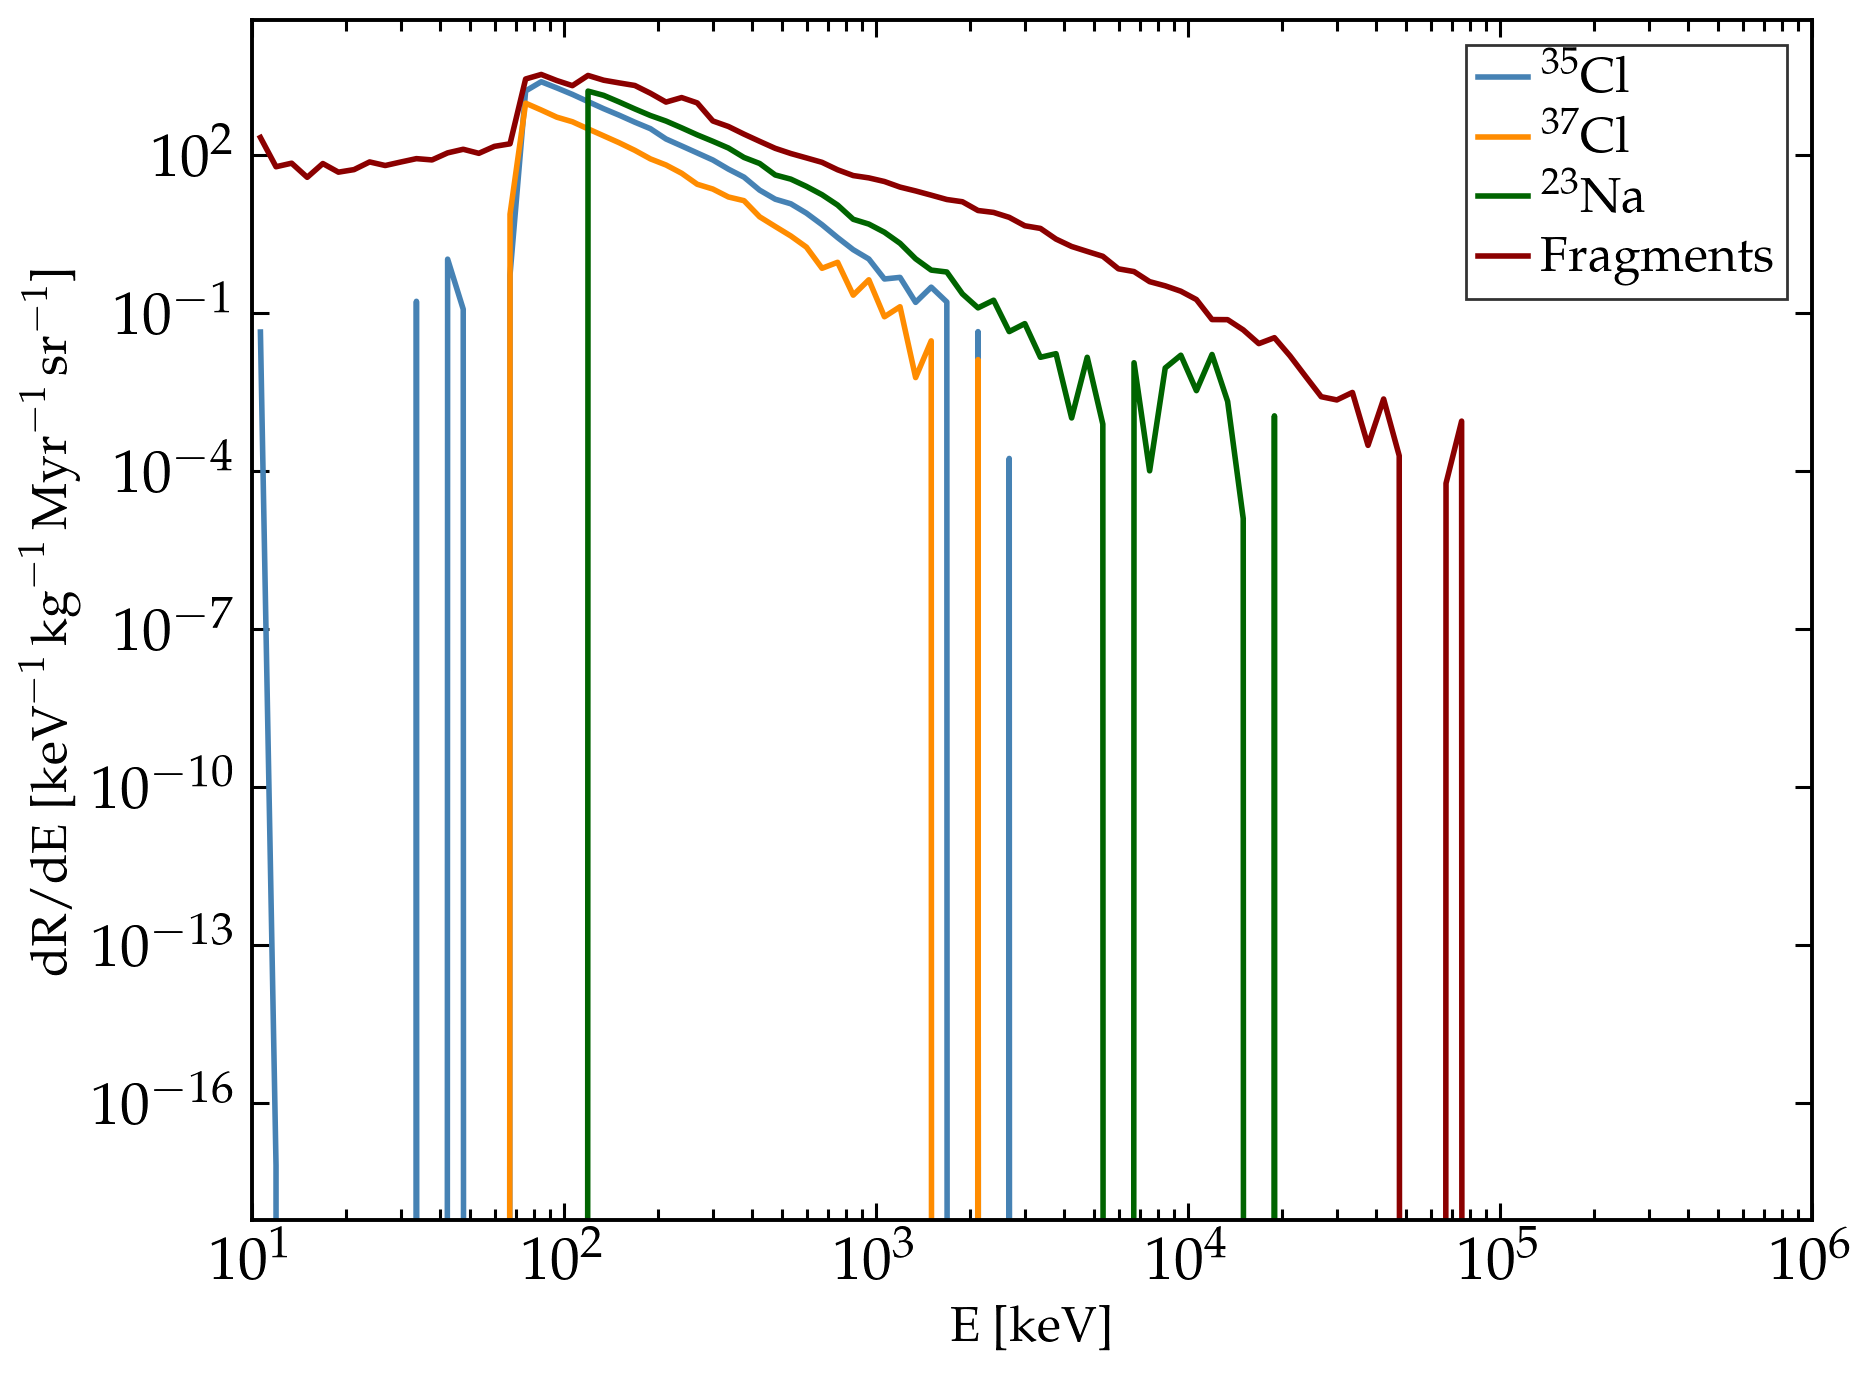 ³⁵Cl
³⁷Cl
²³Na
Fragments
10²
10⁻¹
10⁻⁴
10⁻⁷
10⁻¹⁰
10⁻¹³
10⁻¹⁶
dR/dE [keV⁻¹ kg⁻¹ Myr⁻¹ sr⁻¹]
10¹ 10² 10³ 10⁴ 10⁵ 10⁶
E [keV]